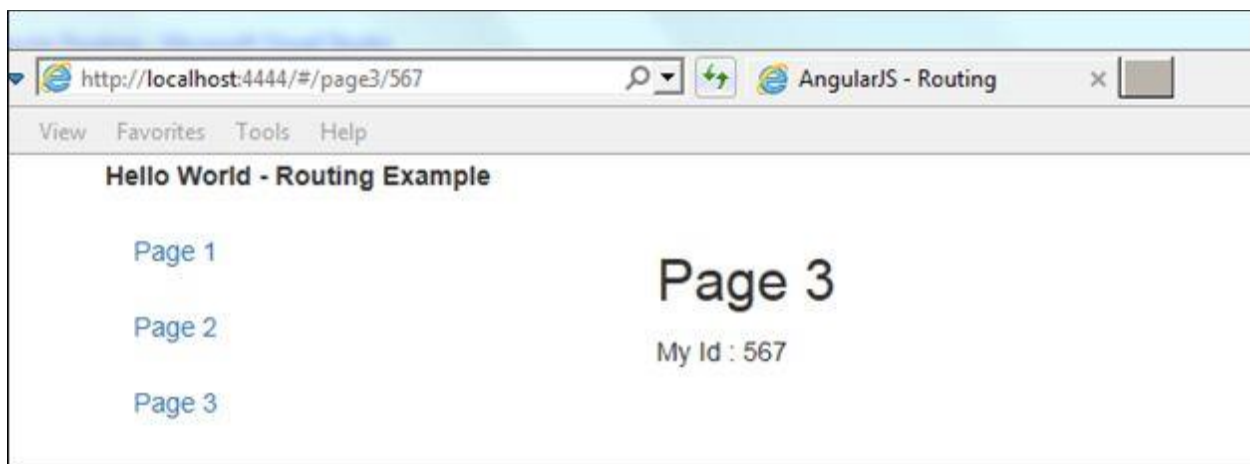 http://localhost:4444/#/page3/567
AngularJS - Routing
View Favorites Tools Help
Hello World - Routing Example
Page 1
Page 2
Page 3
Page 3
My Id : 567